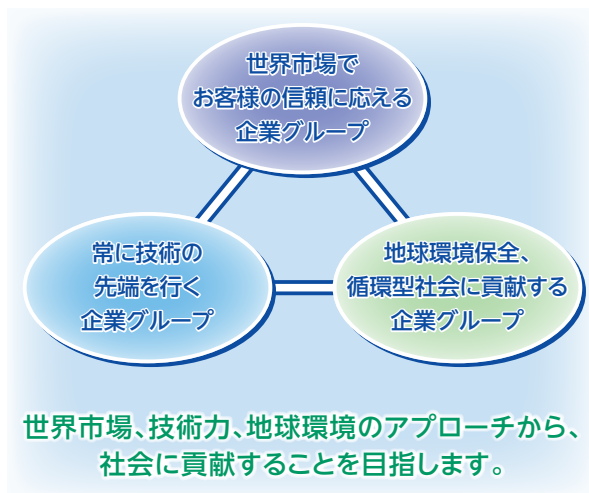 世界市場で
お客様の信頼に応える
企業グループ
常に技術の
先端を行く
企業グループ
地球環境保全、
循環型社会に貢献する
企業グループ
世界市場、技術力、地球環境のアプローチから、
社会に貢献することを目指します。